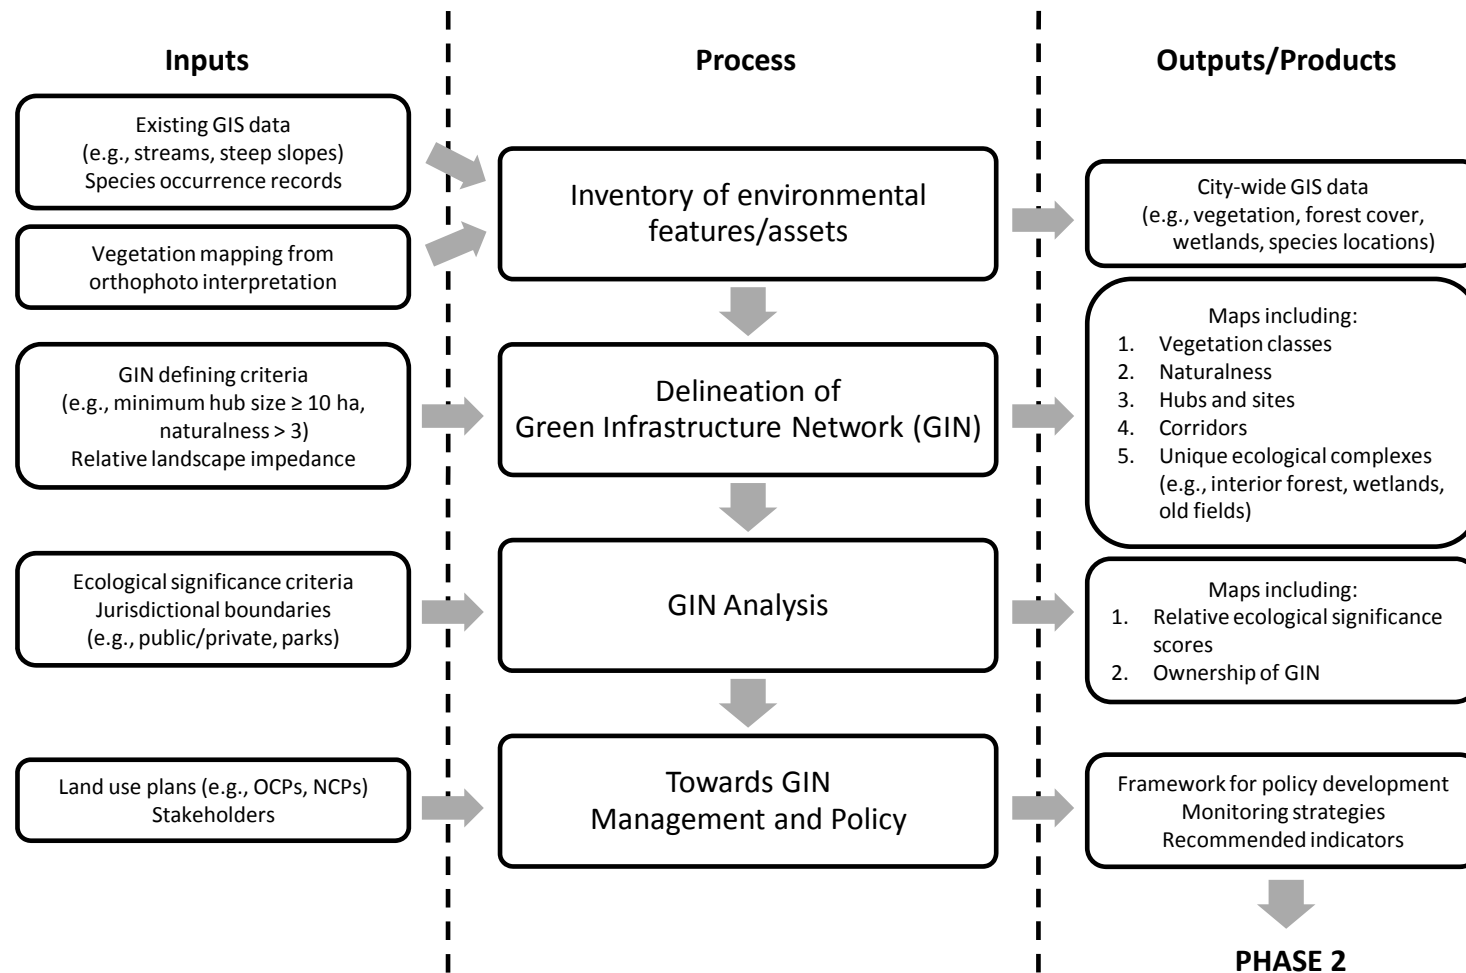 Inputs
Process
Outputs/Products
Existing GIS data
(e.g., streams, steep slopes)
Species occurrence records
Vegetation mapping from
orthophoto interpretation
Inventory of environmental
features/assets
City-wide GIS data
(e.g., vegetation, forest cover,
wetlands, species locations)
GIN defining criteria
(e.g., minimum hub size ≥ 10 ha,
naturalness > 3)
Relative landscape impedance
Delineation of
Green Infrastructure Network (GIN)
Maps including:
1. Vegetation classes
2. Naturalness
3. Hubs and sites
4. Corridors
5. Unique ecological complexes
(e.g., interior forest, wetlands,
old fields)
Ecological significance criteria
Jurisdictional boundaries
(e.g., public/private, parks)
GIN Analysis
Maps including:
1. Relative ecological significance
scores
2. Ownership of GIN
Land use plans (e.g., OCPs, NCPs)
Stakeholders
Towards GIN
Management and Policy
Framework for policy development
Monitoring strategies
Recommended indicators
PHASE 2